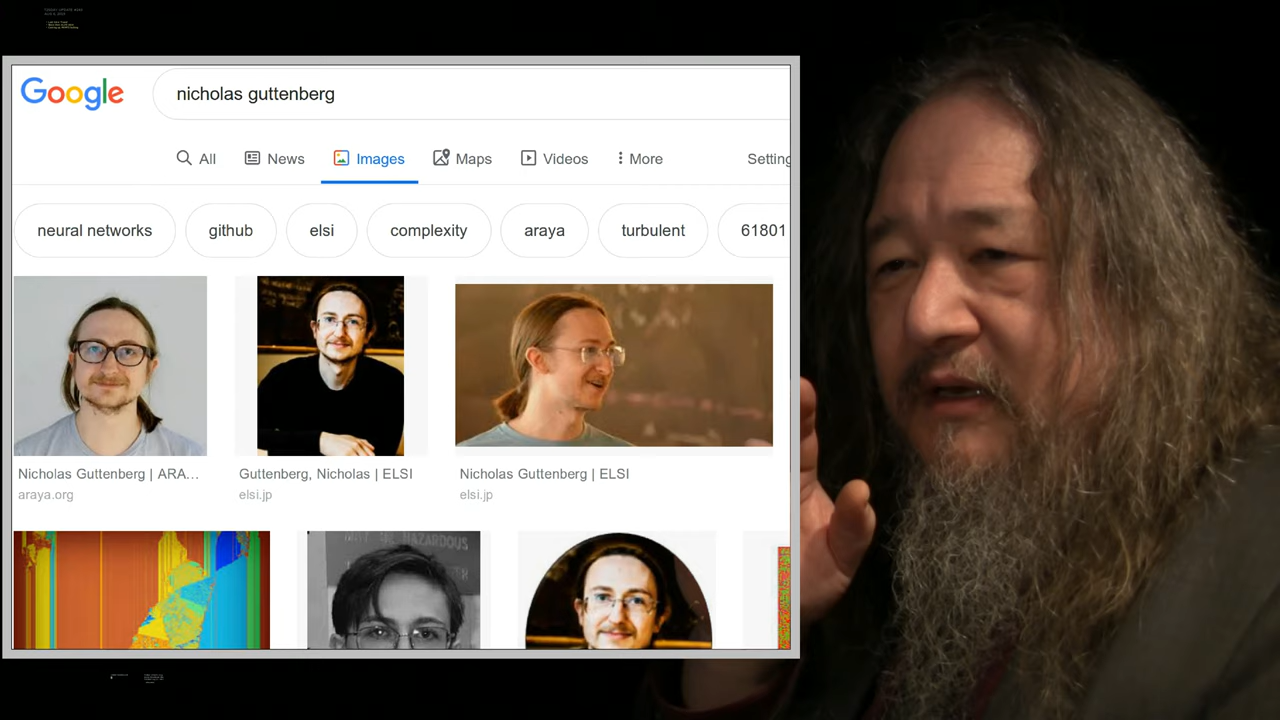 Google
nicholas guttenberg
All
News
Images
Maps
Videos
More
Setting
neural networks
github
elsi
complexity
araya
turbulent
61801
Nicholas Guttenberg | ARA...
araya.org
Guttenberg, Nicholas | ELSI
elsi.jp
Nicholas Guttenberg | ELSI
elsi.jp
HAZARDOUS